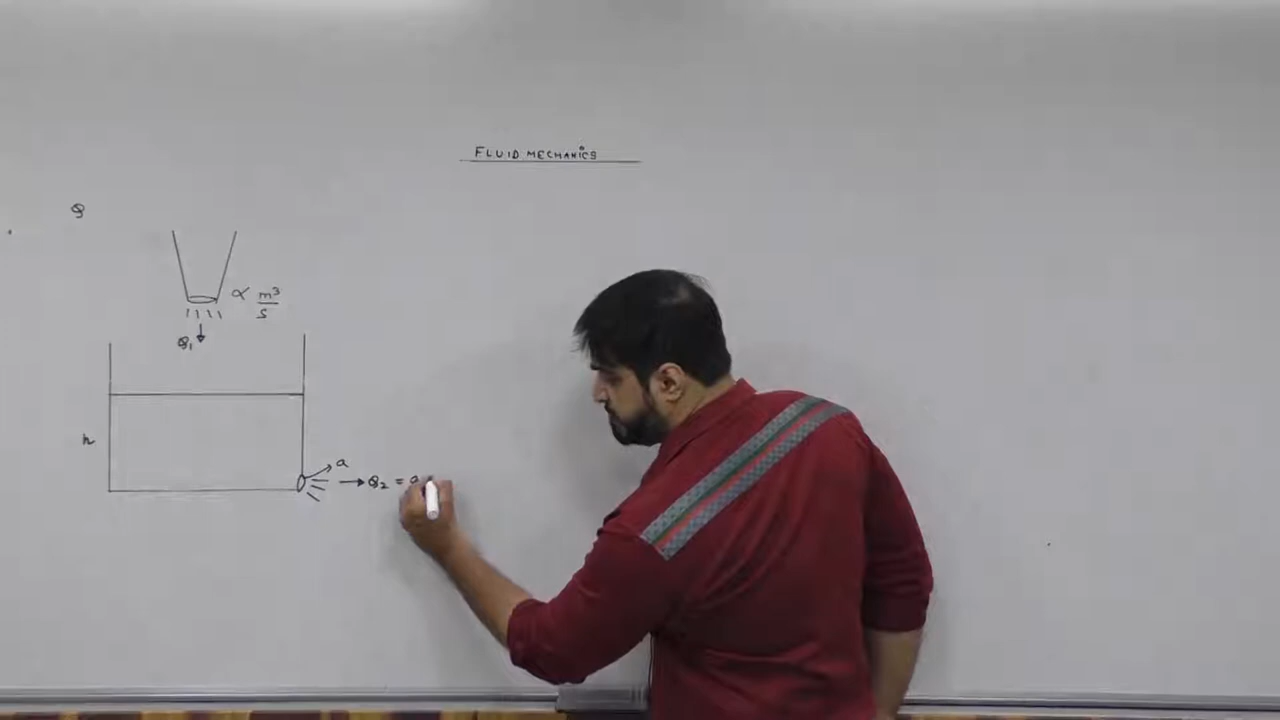 FLUID MECHANICS
Q
α m³/s
Q₁
h
a
Q₂ = a